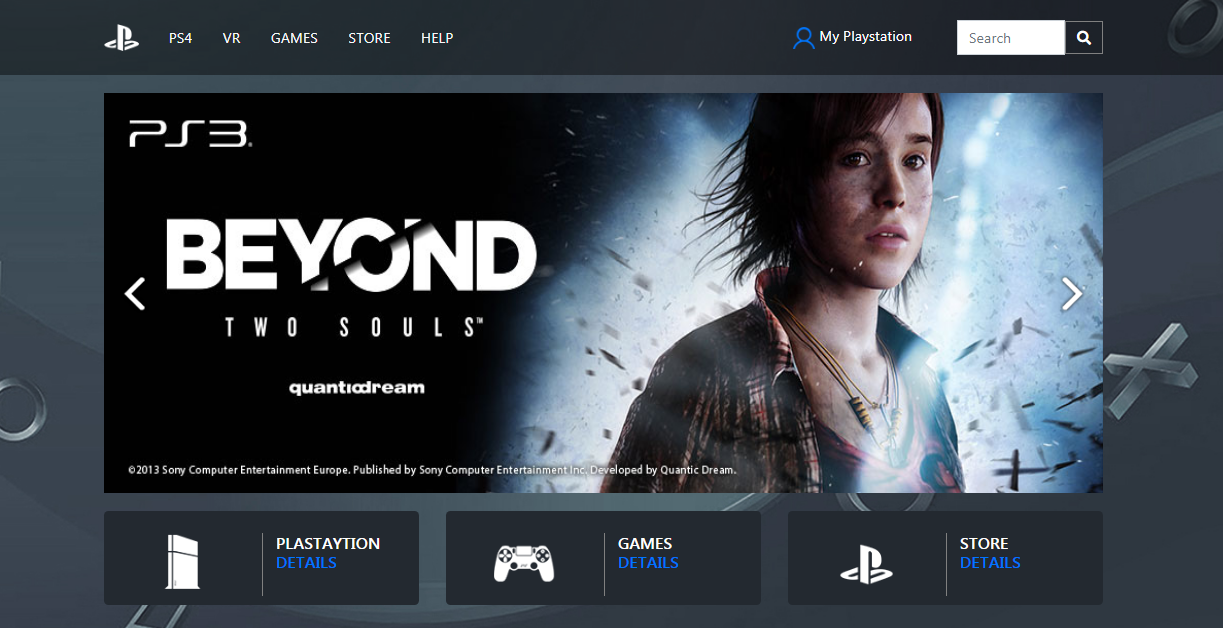 PS4 VR GAMES STORE HELP My Playstation Search
PS3
BEYOND
TWO SOULS™
quanticdream
©2013 Sony Computer Entertainment Europe. Published by Sony Computer Entertainment Inc. Developed by Quantic Dream.
PLASTAYTION
DETAILS
GAMES
DETAILS
STORE
DETAILS